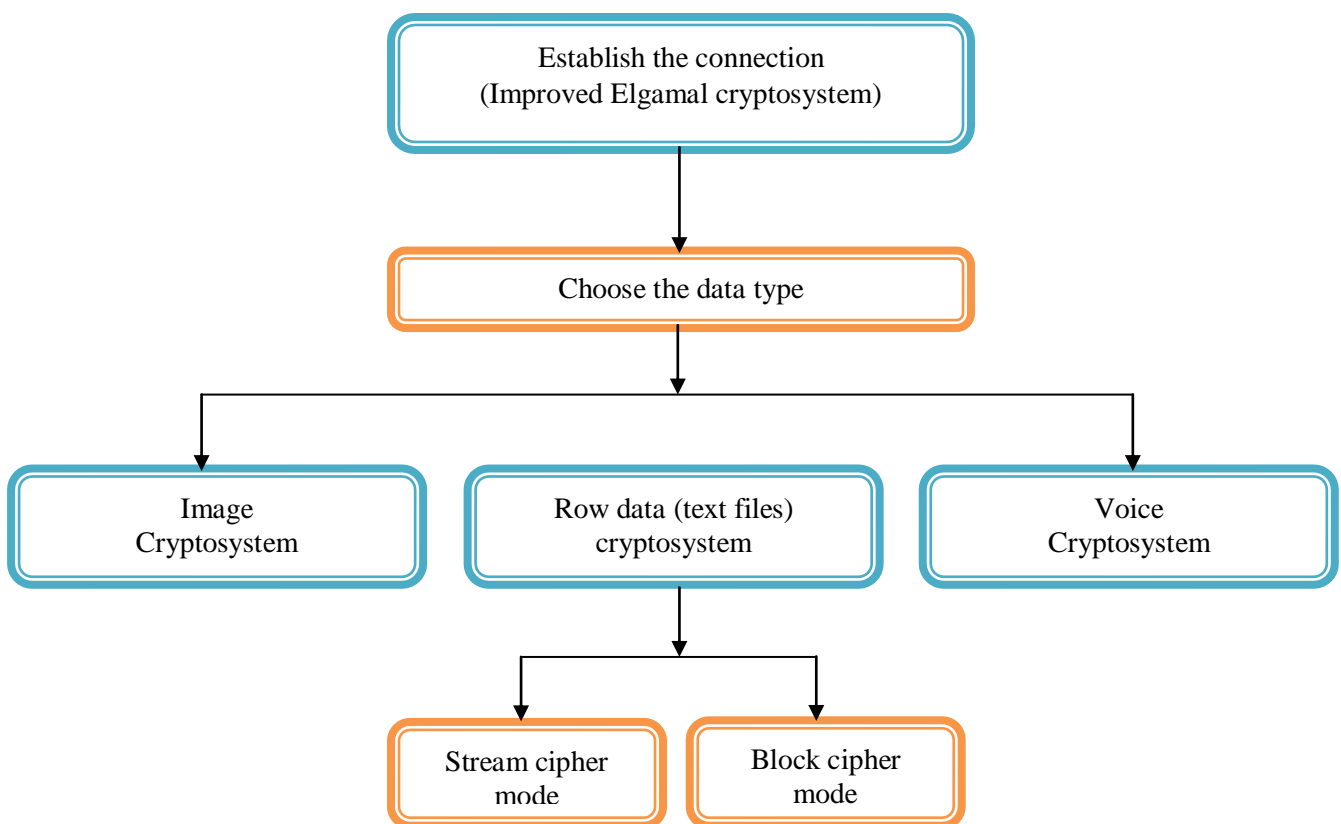 Establish the connection
(Improved Elgamal cryptosystem)
Choose the data type
Image
Cryptosystem
Row data (text files)
cryptosystem
Voice
Cryptosystem
Stream cipher
mode
Block cipher
mode